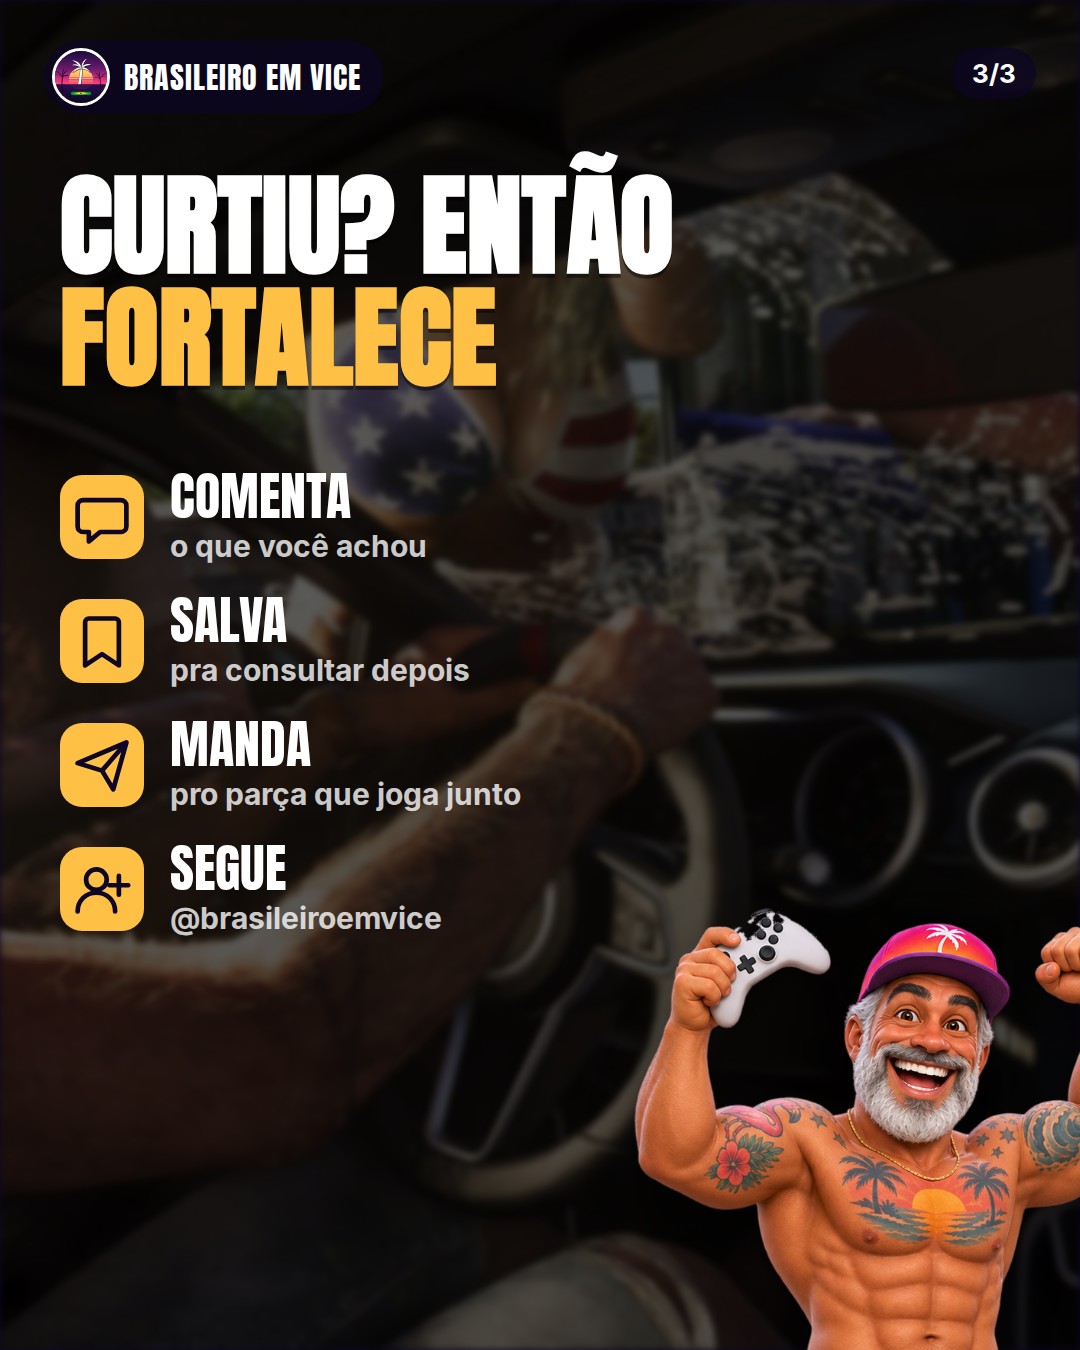 BRASILEIRO EM VICE
3/3
CURTIU? ENTÃO
FORTALECE
COMENTA
o que você achou
SALVA
pra consultar depois
MANDA
pro parça que joga junto
SEGUE
@brasileiroemvice